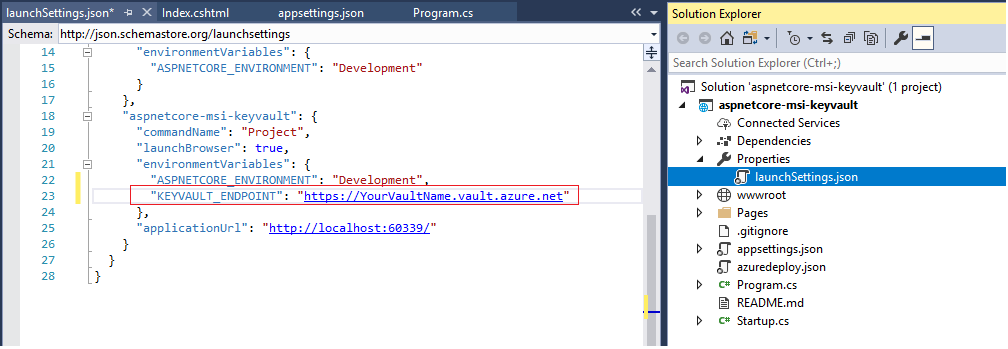 launchSettings.json*
Index.cshtml
appsettings.json
Program.cs
Schema: http://json.schemastore.org/launchsettings
14 "environmentVariables": {
15 "ASPNETCORE_ENVIRONMENT": "Development"
16 }
17 },
18 "aspnetcore-msi-keyvault": {
19 "commandName": "Project",
20 "launchBrowser": true,
21 "environmentVariables": {
22 "ASPNETCORE_ENVIRONMENT": "Development",
23 "KEYVAULT_ENDPOINT": "https://YourVaultName.vault.azure.net"
24 },
25 "applicationUrl": "http://localhost:60339/"
26 }
27 }
28 }
Solution Explorer
Search Solution Explorer (Ctrl+;)
Solution 'aspnetcore-msi-keyvault' (1 project)
aspnetcore-msi-keyvault
Connected Services
Dependencies
Properties
launchSettings.json
wwwroot
Pages
.gitignore
appsettings.json
azuredeploy.json
C# Program.cs
README.md
C# Startup.cs